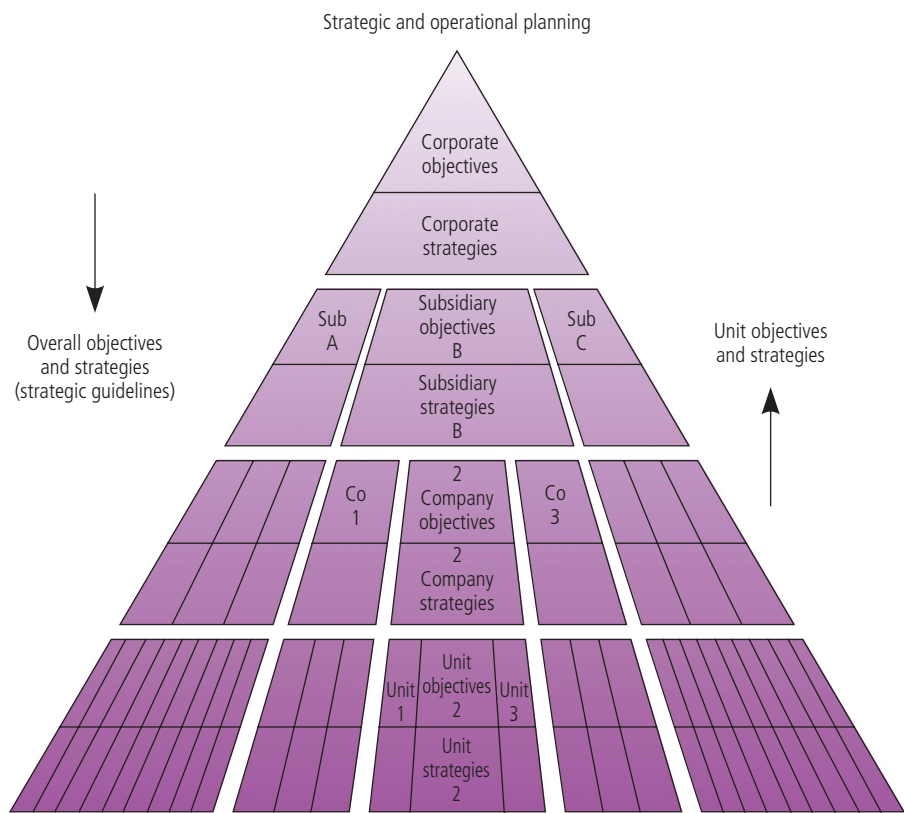 Strategic and operational planning
Corporate
objectives
Corporate
strategies
Overall objectives
and strategies
(strategic guidelines)
Sub
A
Subsidiary
objectives
B
Sub
C
Subsidiary
strategies
B
Unit objectives
and strategies
Co
1
2
Company
objectives
Co
3
2
Company
strategies
Unit
1
Unit
objectives
2
Unit
3
Unit
strategies
2